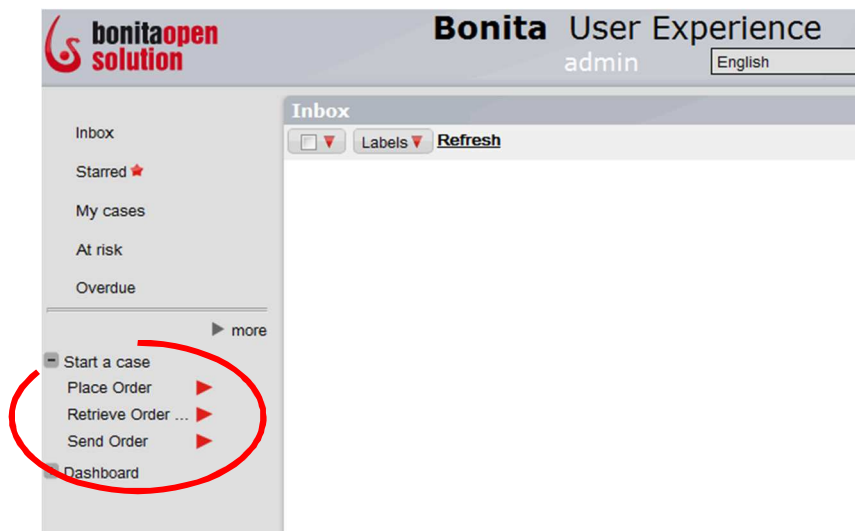 bonitaopen
solution
Bonita User Experience
admin
English
Inbox
Labels Refresh
Inbox
Starred
My cases
At risk
Overdue
more
Start a case
Place Order
Retrieve Order ...
Send Order
Dashboard